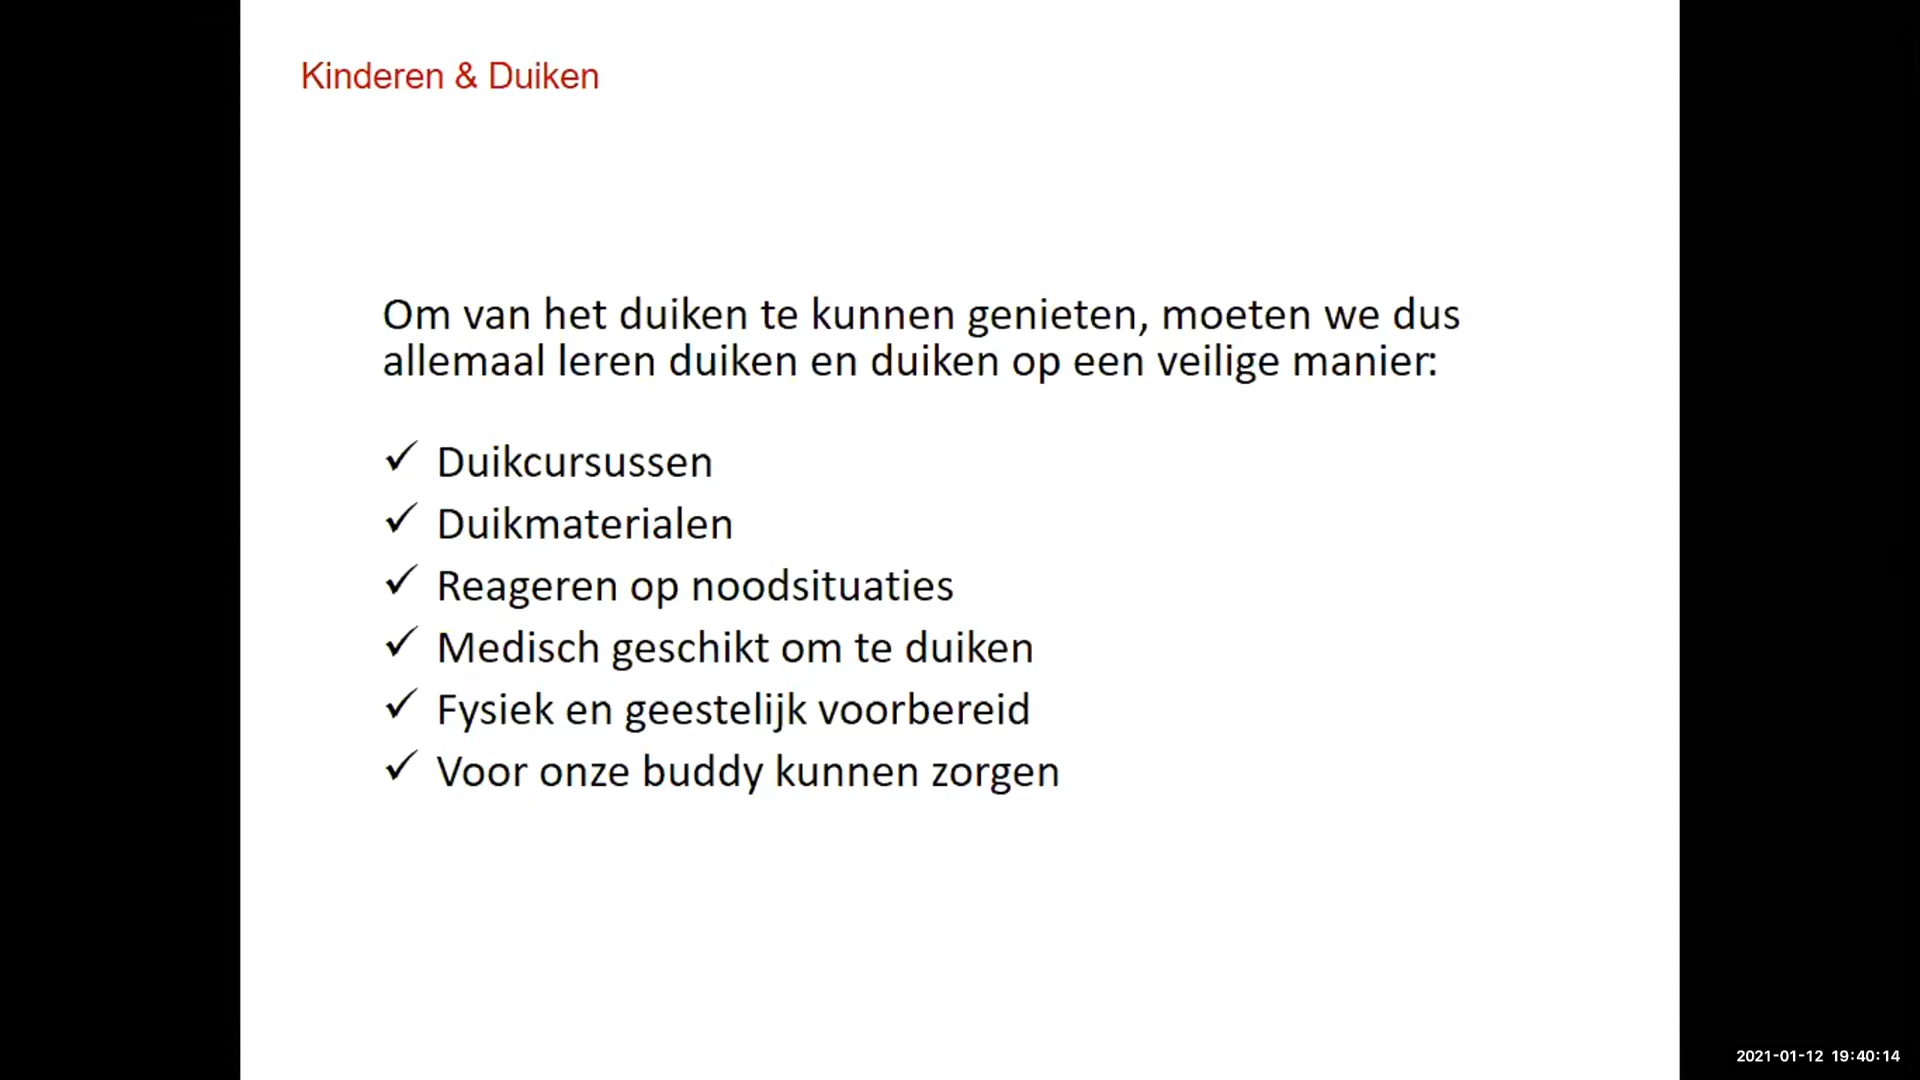 Kinderen & Duiken
Om van het duiken te kunnen genieten, moeten we dus
allemaal leren duiken en duiken op een veilige manier:
✓ Duikcursussen
✓ Duikmaterialen
✓ Reageren op noodsituaties
✓ Medisch geschikt om te duiken
✓ Fysiek en geestelijk voorbereid
✓ Voor onze buddy kunnen zorgen
2021-01-12 19:40:14